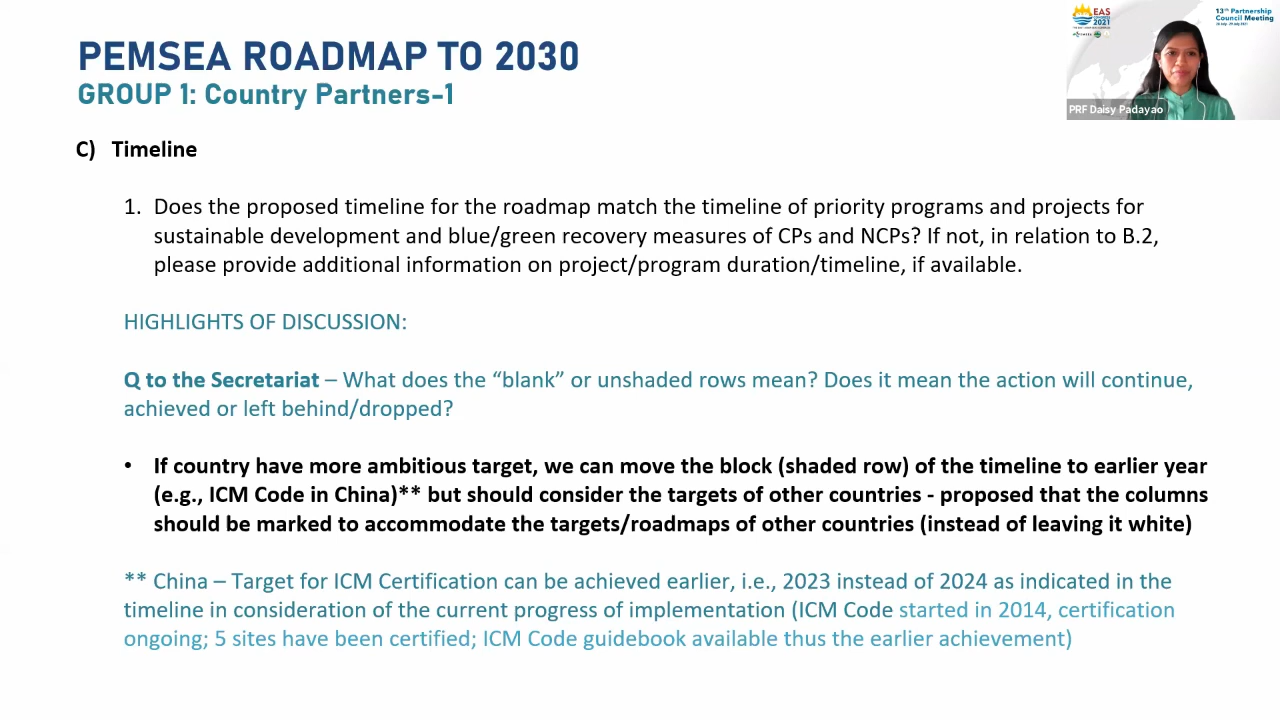 PEMSEA ROADMAP TO 2030
GROUP 1: Country Partners-1
EAS
CONGRESS
2021
13th Partnership
Council Meeting
PRF Daisy Padayao
C) Timeline
1. Does the proposed timeline for the roadmap match the timeline of priority programs and projects for
sustainable development and blue/green recovery measures of CPs and NCPs? If not, in relation to B.2,
please provide additional information on project/program duration/timeline, if available.
HIGHLIGHTS OF DISCUSSION:
Q to the Secretariat – What does the “blank” or unshaded rows mean? Does it mean the action will continue,
achieved or left behind/dropped?
• If country have more ambitious target, we can move the block (shaded row) of the timeline to earlier year
(e.g., ICM Code in China)** but should consider the targets of other countries - proposed that the columns
should be marked to accommodate the targets/roadmaps of other countries (instead of leaving it white)
** China – Target for ICM Certification can be achieved earlier, i.e., 2023 instead of 2024 as indicated in the
timeline in consideration of the current progress of implementation (ICM Code started in 2014, certification
ongoing; 5 sites have been certified; ICM Code guidebook available thus the earlier achievement)